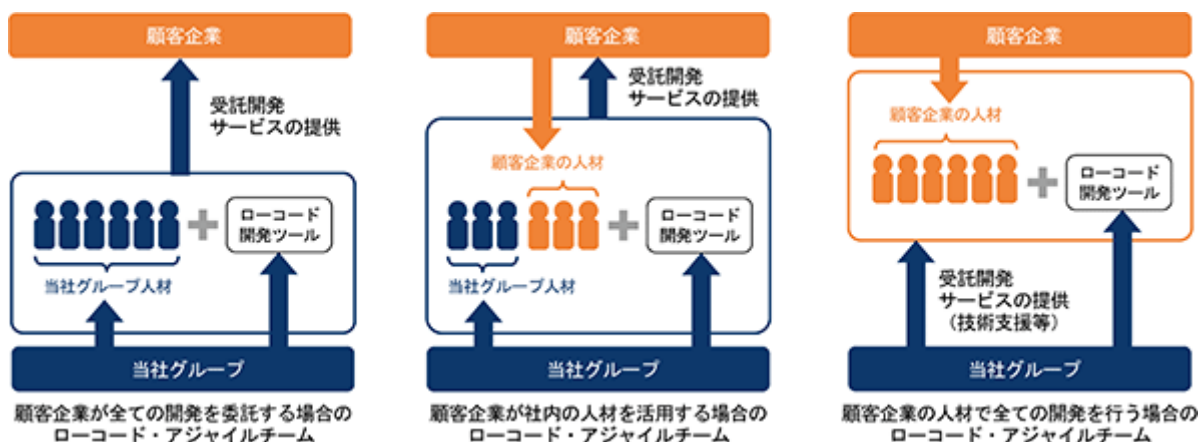 顧客企業
受託開発
サービスの提供
ローコード
開発ツール
当社グループ人材
当社グループ
顧客企業が全ての開発を委託する場合の
ローコード・アジャイルチーム
顧客企業
受託開発
サービスの提供
顧客企業の人材
ローコード
開発ツール
当社グループ人材
当社グループ
顧客企業が社内の人材を活用する場合の
ローコード・アジャイルチーム
顧客企業
顧客企業の人材
ローコード
開発ツール
受託開発
サービスの提供
（技術支援等）
当社グループ
顧客企業の人材で全ての開発を行う場合の
ローコード・アジャイルチーム